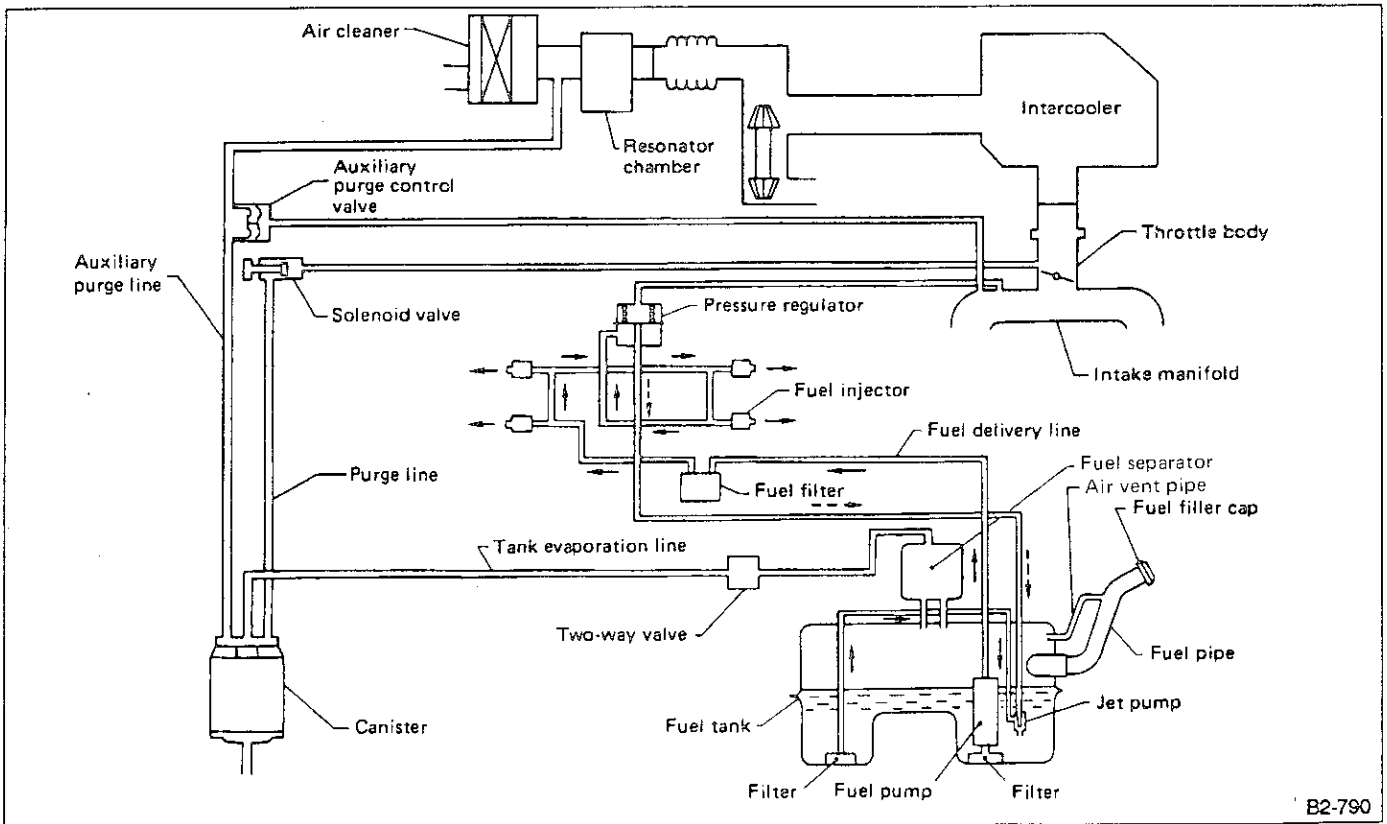 Air cleaner
Intercooler
Resonator
chamber
Auxiliary
purge control
valve
Throttle body
Auxiliary
purge line
Solenoid valve
Pressure regulator
Intake manifold
Fuel injector
Fuel delivery line
Purge line
Fuel separator
Air vent pipe
Fuel filter
Fuel filler cap
Tank evaporation line
Two-way valve
Fuel pipe
Canister
Fuel tank
Jet pump
Filter
Fuel pump
Filter
B2-790